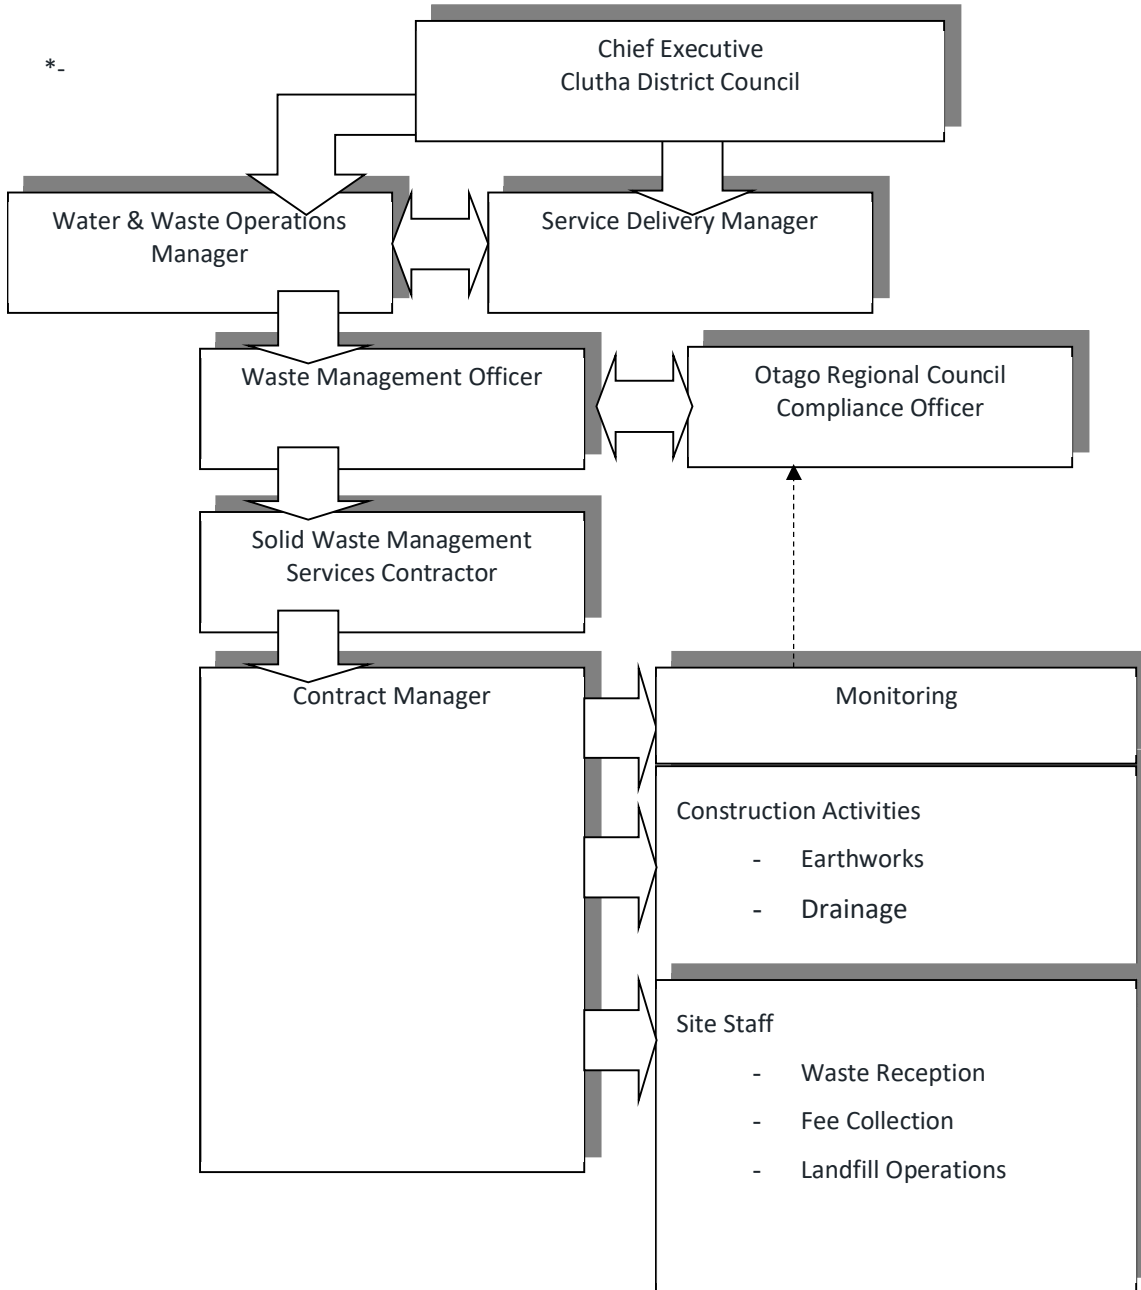 *-
Chief Executive
Clutha District Council
Water & Waste Operations
Manager
Service Delivery Manager
Waste Management Officer
Otago Regional Council
Compliance Officer
Solid Waste Management
Services Contractor
Contract Manager
Monitoring
Construction Activities
- Earthworks
- Drainage
Site Staff
- Waste Reception
- Fee Collection
- Landfill Operations